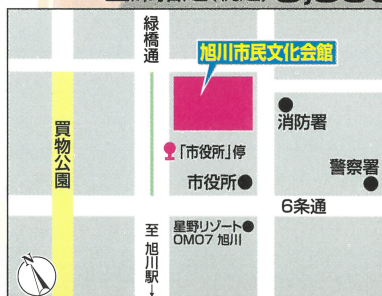 緑橋通
旭川市民文化会館
買物公園
消防署
「市役所」停
市役所
警察署
6条通
星野リゾート
OMO7 旭川
至 旭川駅↓
N